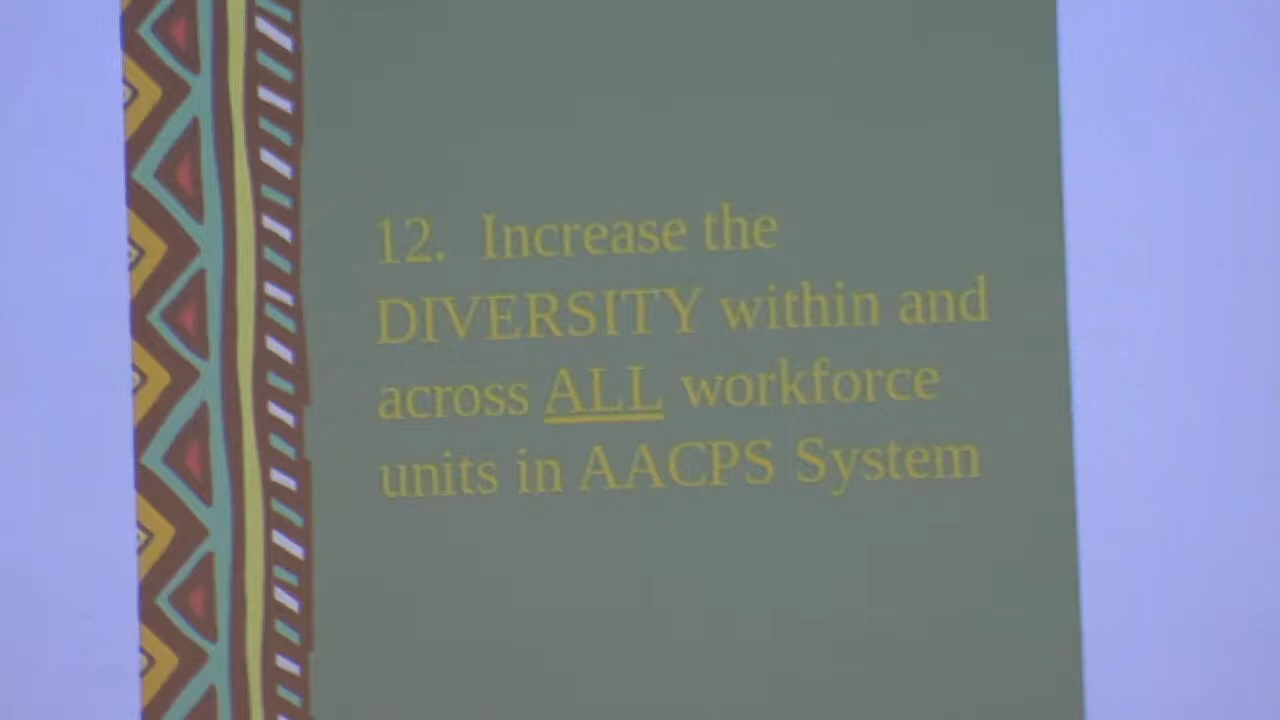 12. Increase the
DIVERSITY within and
across ALL workforce
units in AACPS System